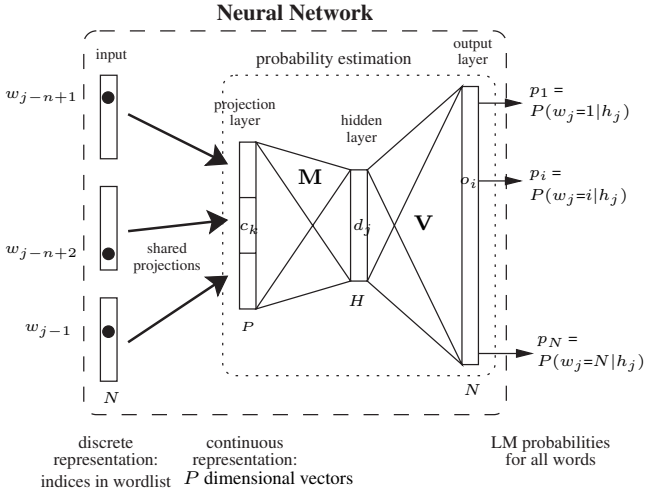 Neural Network
input
probability estimation
output
layer
projection
layer
hidden
layer
w_{j−n+1}
w_{j−n+2}
w_{j−1}
shared
projections
c_k
M
d_j
V
o_i
P
H
N
N
p_1 =
P(w_j=1|h_j)
p_i =
P(w_j=i|h_j)
p_N =
P(w_j=N|h_j)
discrete
representation:
indices in wordlist
continuous
representation:
P dimensional vectors
LM probabilities
for all words